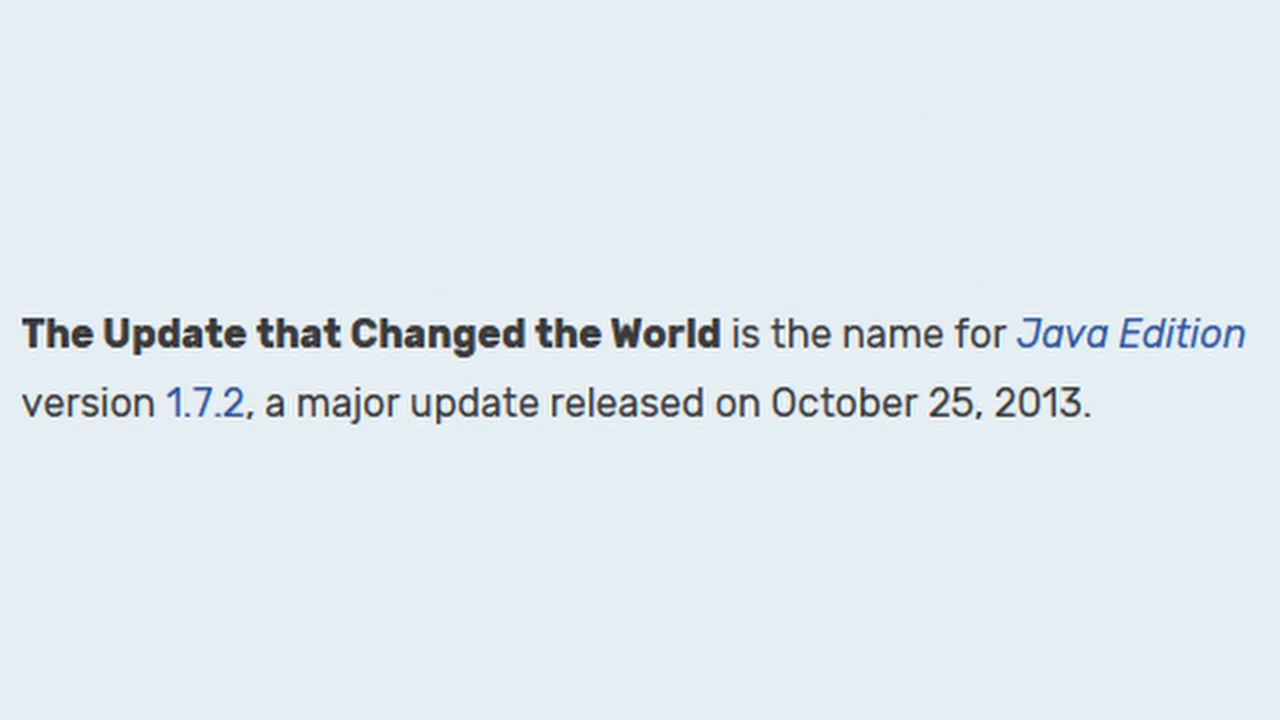 The Update that Changed the World is the name for Java Edition
version 1.7.2, a major update released on October 25, 2013.